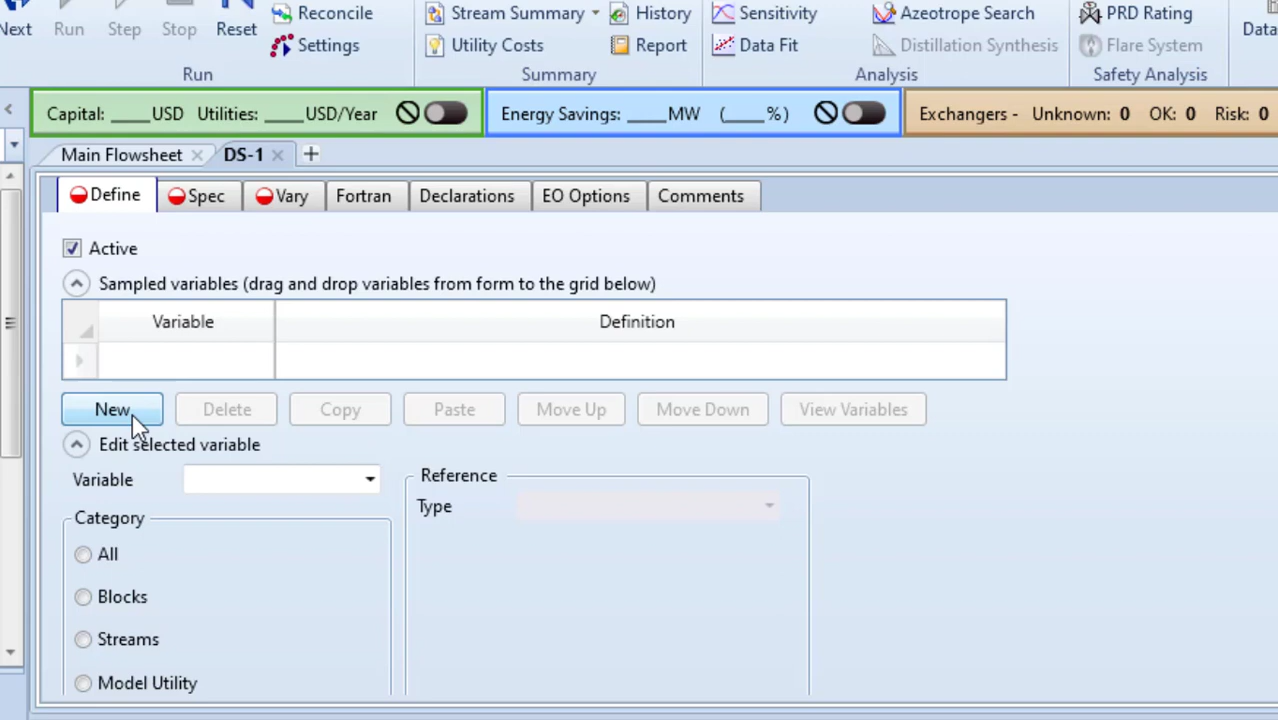 Next Run Step Stop Reset Reconcile Settings
Run
Stream Summary History
Utility Costs Report
Summary
Sensitivity Azeotrope Search
Data Fit Distillation Synthesis
Analysis
PRD Rating
Flare System
Safety Analysis
Data
Capital: ____USD Utilities: ____USD/Year
Energy Savings: ____MW (____%)
Exchangers - Unknown: 0 OK: 0 Risk: 0
Main Flowsheet DS-1
Define Spec Vary Fortran Declarations EO Options Comments
Active
Sampled variables (drag and drop variables from form to the grid below)
Variable Definition
New Delete Copy Paste Move Up Move Down View Variables
Edit selected variable
Variable
Category
All
Blocks
Streams
Model Utility
Reference
Type